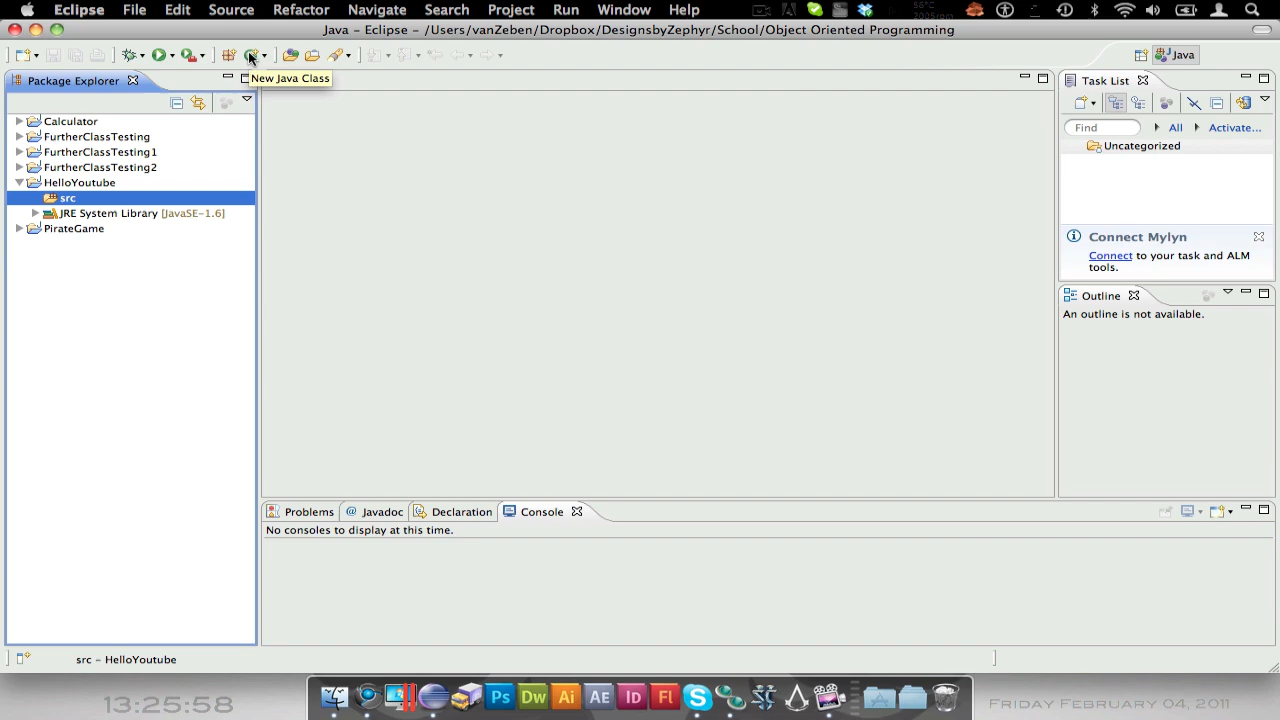 Eclipse File Edit Source Refactor Navigate Search Project Run Window Help
Java – Eclipse – /Users/vanZeben/Dropbox/DesignsbyZephyr/School/Object Oriented Programming
Java
New Java Class
Package Explorer
Calculator
FurtherClassTesting
FurtherClassTesting1
FurtherClassTesting2
HelloYoutube
src
JRE System Library [JavaSE-1.6]
PirateGame
Task List
Find All Activate...
Uncategorized
Connect Mylyn
Connect to your task and ALM
tools.
Outline
An outline is not available.
Problems @ Javadoc Declaration Console
No consoles to display at this time.
src – HelloYoutube
Ps Dw Ai AE Id Fl
13:25:58
Friday February 04, 2011